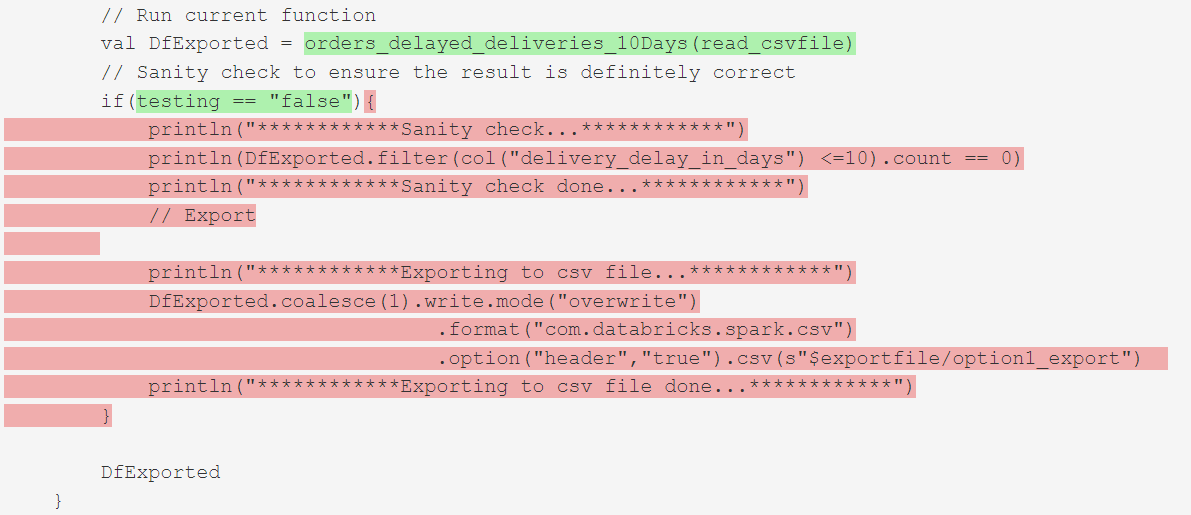 // Run current function
val DfExported = orders_delayed_deliveries_10Days(read_csvfile)
// Sanity check to ensure the result is definitely correct
if(testing == "false"){
println("************Sanity check...************")
println(DfExported.filter(col("delivery_delay_in_days") <=10).count == 0)
println("************Sanity check done...************")
// Export
println("************Exporting to csv file...************")
DfExported.coalesce(1).write.mode("overwrite")
.format("com.databricks.spark.csv")
.option("header","true").csv(s"$exportfile/option1_export")
println("************Exporting to csv file done...************")
}
DfExported
}